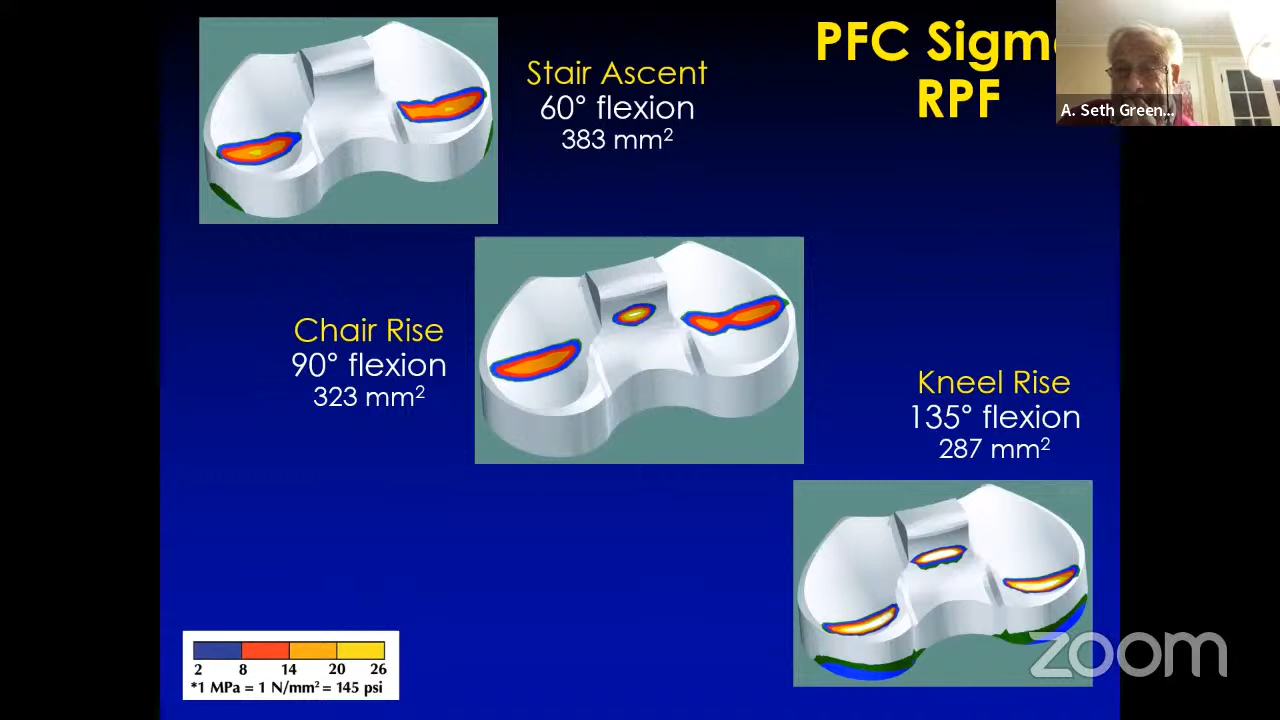 PFC Sigm
RPF
A. Seth Green...
Stair Ascent
60° flexion
383 mm²
Chair Rise
90° flexion
323 mm²
Kneel Rise
135° flexion
287 mm²
2 8 14 20 26
*1 MPa = 1 N/mm² = 145 psi
zoom